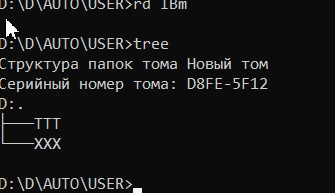 D:\D\AUTO\USER>rd IBm
D:\D\AUTO\USER>tree
Структура папок тома Новый том
Серийный номер тома: D8FE-5F12
D:.
├───TTT
└───XXX
D:\D\AUTO\USER>